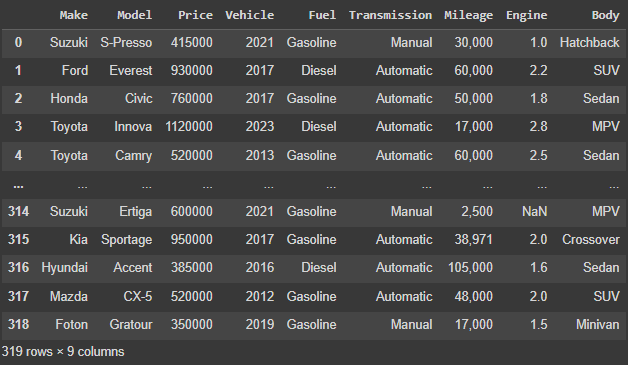 Make Model Price Vehicle Fuel Transmission Mileage Engine Body
0 Suzuki S-Presso 415000 2021 Gasoline Manual 30,000 1.0 Hatchback
1 Ford Everest 930000 2017 Diesel Automatic 60,000 2.2 SUV
2 Honda Civic 760000 2017 Gasoline Automatic 50,000 1.8 Sedan
3 Toyota Innova 1120000 2023 Diesel Automatic 17,000 2.8 MPV
4 Toyota Camry 520000 2013 Gasoline Automatic 60,000 2.5 Sedan
... ... ... ... ... ... ... ... ... ...
314 Suzuki Ertiga 600000 2021 Gasoline Manual 2,500 NaN MPV
315 Kia Sportage 950000 2017 Gasoline Automatic 38,971 2.0 Crossover
316 Hyundai Accent 385000 2016 Diesel Automatic 105,000 1.6 Sedan
317 Mazda CX-5 520000 2012 Gasoline Automatic 48,000 2.0 SUV
318 Foton Gratour 350000 2019 Gasoline Manual 17,000 1.5 Minivan
319 rows × 9 columns